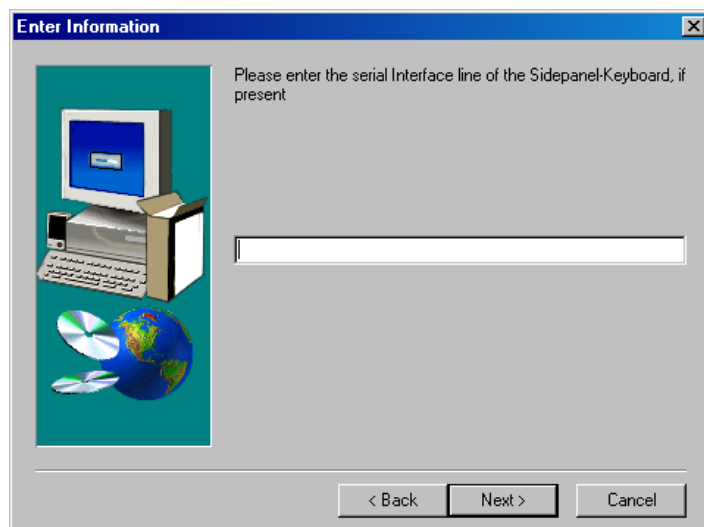 Enter Information
Please enter the serial Interface line of the Sidepanel-Keyboard, if
present
< Back
Next >
Cancel